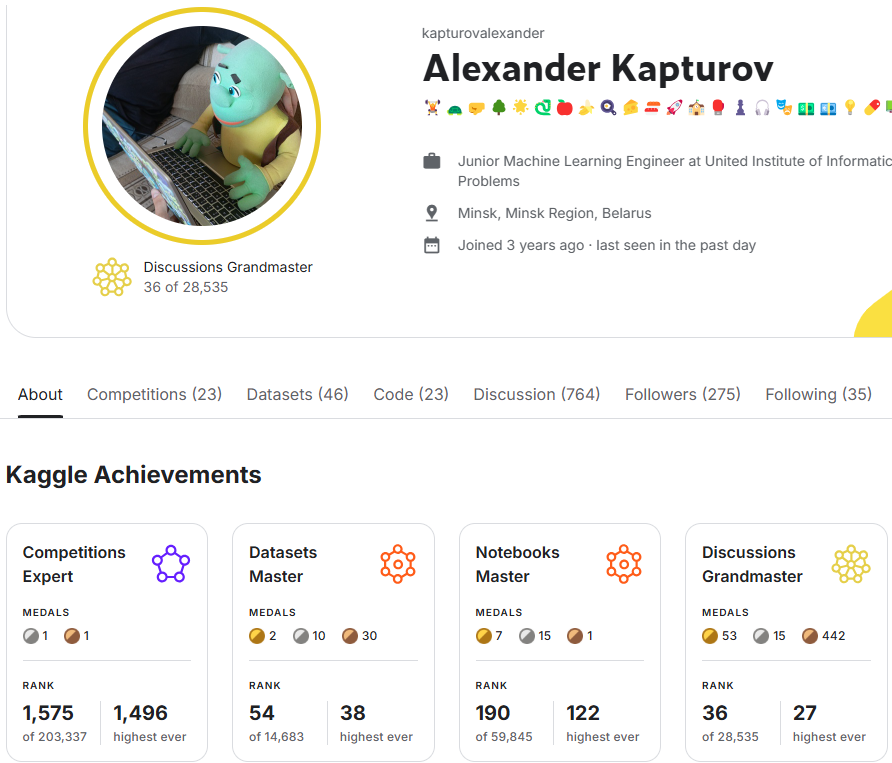 kapturovalexander
Alexander Kapturov
Junior Machine Learning Engineer at United Institute of Informatic
Problems
Minsk, Minsk Region, Belarus
Joined 3 years ago · last seen in the past day
Discussions Grandmaster
36 of 28,535
About Competitions (23) Datasets (46) Code (23) Discussion (764) Followers (275) Following (35)
Kaggle Achievements
Competitions
Expert
MEDALS
1 1
RANK
1,575 1,496
of 203,337 highest ever
Datasets
Master
MEDALS
2 10 30
RANK
54 38
of 14,683 highest ever
Notebooks
Master
MEDALS
7 15 1
RANK
190 122
of 59,845 highest ever
Discussions
Grandmaster
MEDALS
53 15 442
RANK
36 27
of 28,535 highest ever